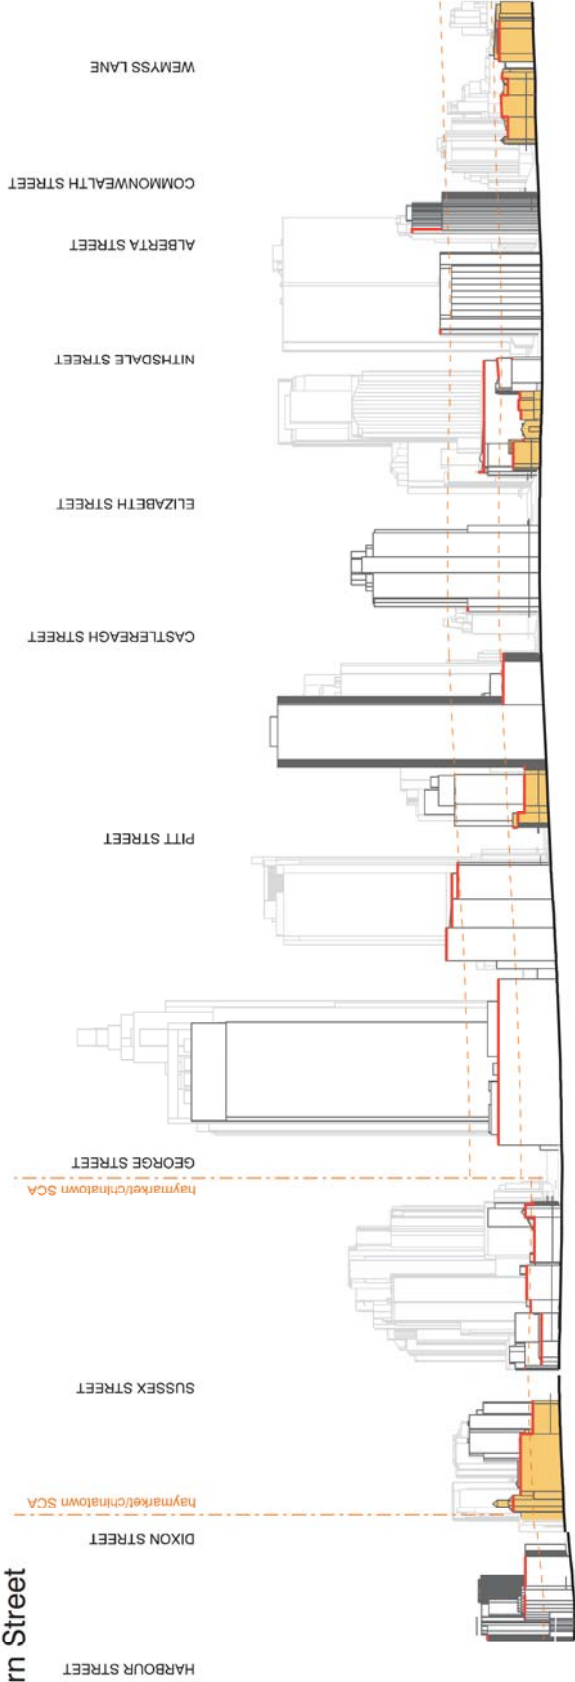 WEMYSS LANE
COMMONWEALTH STREET
ALBERTA STREET
NITHSDALE STREET
ELIZABETH STREET
CASTLEREAGH STREET
PITT STREET
GEORGE STREET
haymarket/chinatown SCA
SUSSEX STREET
haymarket/chinatown SCA
DIXON STREET
HARBOUR STREET
rn Street